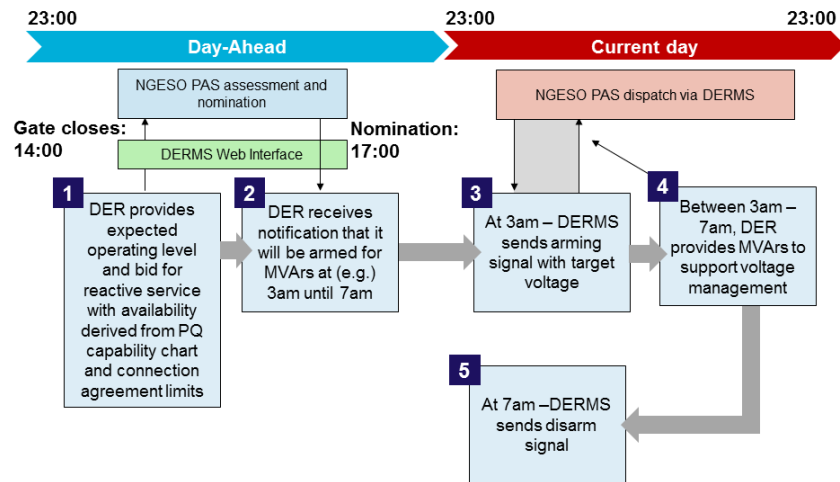 23:00
23:00
23:00
Day-Ahead
Current day
NGESO PAS assessment and
nomination
NGESO PAS dispatch via DERMS
Gate closes:
14:00
Nomination:
17:00
DERMS Web Interface
1
DER provides
expected
operating level
and bid for
reactive service
with availability
derived from PQ
capability chart
and connection
agreement limits
2
DER receives
notification that it
will be armed for
MVArs at (e.g.)
3am until 7am
3
At 3am – DERMS
sends arming
signal with target
voltage
4
Between 3am –
7am, DER
provides MVArs to
support voltage
management
5
At 7am –DERMS
sends disarm
signal